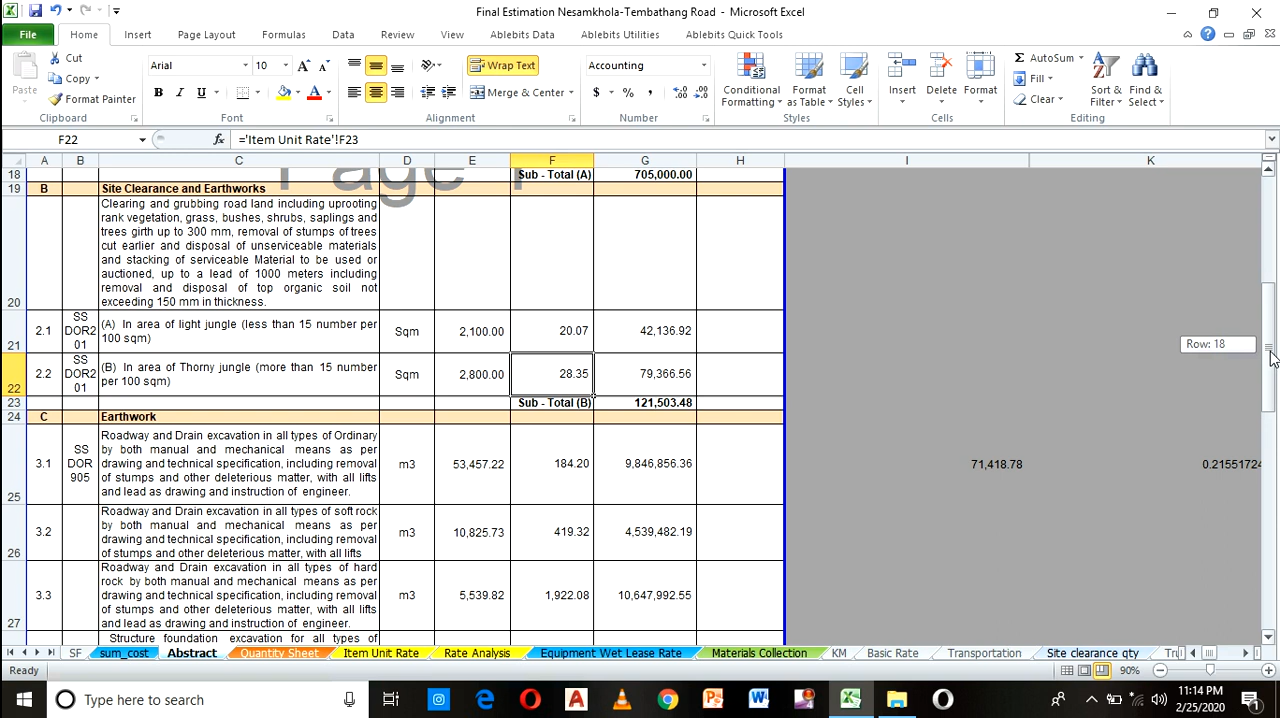 Final Estimation Nesamkhola-Tembathang Road - Microsoft Excel
File Home Insert Page Layout Formulas Data Review View Ablebits Data Ablebits Utilities Ablebits Quick Tools
Paste
Cut
Copy
Format Painter
Arial 10
B I U
Wrap Text
Merge & Center
Accounting
$ % ,
Conditional Formatting
Format as Table
Cell Styles
Insert
Delete
Format
AutoSum
Fill
Clear
Sort & Filter
Find & Select
Clipboard Font Alignment Number Styles Cells Editing
F22 fx ='Item Unit Rate'!F23
A B C D E F G H I K
Page 1
18 Sub - Total (A) 705,000.00
19 B Site Clearance and Earthworks
Clearing and grubbing road land including uprooting
rank vegetation, grass, bushes, shrubs, saplings and
trees girth up to 300 mm, removal of stumps of trees
cut earlier and disposal of unserviceable materials
and stacking of serviceable Material to be used or
auctioned, up to a lead of 1000 meters including
removal and disposal of top organic soil not
exceeding 150 mm in thickness.
20
21 2.1
SS
DOR2
01
(A) In area of light jungle (less than 15 number per
100 sqm)
Sqm 2,100.00 20.07 42,136.92
22 2.2
SS
DOR2
01
(B) In area of Thorny jungle (more than 15 number
per 100 sqm)
Sqm 2,800.00 28.35 79,366.56
Row: 18
23 Sub - Total (B) 121,503.48
24 C Earthwork
25 3.1
SS
DOR
905
Roadway and Drain excavation in all types of Ordinary
by both manual and mechanical means as per
drawing and technical specification, including removal
of stumps and other deleterious matter, with all lifts
and lead as drawing and instruction of engineer.
m3 53,457.22 184.20 9,846,856.36 71,418.78 0.21551724
26 3.2
Roadway and Drain excavation in all types of soft rock
by both manual and mechanical means as per
drawing and technical specification, including removal
of stumps and other deleterious matter, with all lifts
m3 10,825.73 419.32 4,539,482.19
27 3.3
Roadway and Drain excavation in all types of hard
rock by both manual and mechanical means as per
drawing and technical specification, including removal
of stumps and other deleterious matter, with all lifts
and lead as drawing and instruction of engineer.
m3 5,539.82 1,922.08 10,647,992.55
Structure foundation excavation for all types of
SF sum_cost Abstract Quantity Sheet Item Unit Rate Rate Analysis Equipment Wet Lease Rate Materials Collection KM Basic Rate Transportation Site clearance qty Tru
Ready 90%
Type here to search
11:14 PM
2/25/2020